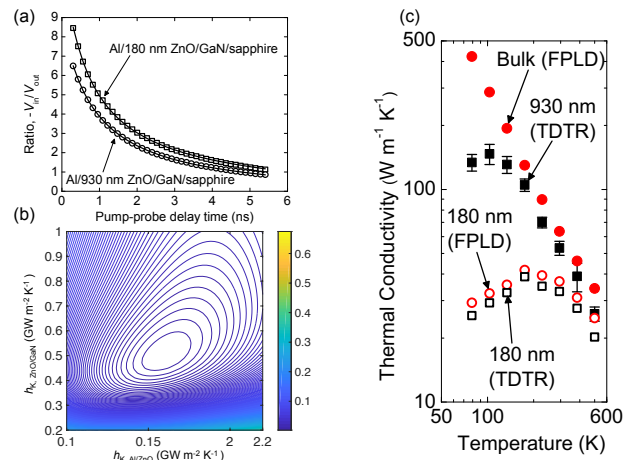 (a)
9
8
7
6
5
4
3
2
1
0
Ratio, -V_in/V_out
Al/180 nm ZnO/GaN/sapphire
Al/930 nm ZnO/GaN/sapphire
0 1 2 3 4 5 6
Pump-probe delay time (ns)
(b)
1
0.9
0.8
0.7
0.6
0.5
0.4
0.3
0.2
h_K, ZnO/GaN (GW m⁻² K⁻¹)
0.1 0.15 2 2.2
h_K, Al/ZnO (GW m⁻² K⁻¹)
0.6
0.5
0.4
0.3
0.2
0.1
(c)
500
100
10
Thermal Conductivity (W m⁻¹ K⁻¹)
Bulk (FPLD)
930 nm
(TDTR)
180 nm
(FPLD)
180 nm
(TDTR)
100 600
Temperature (K)